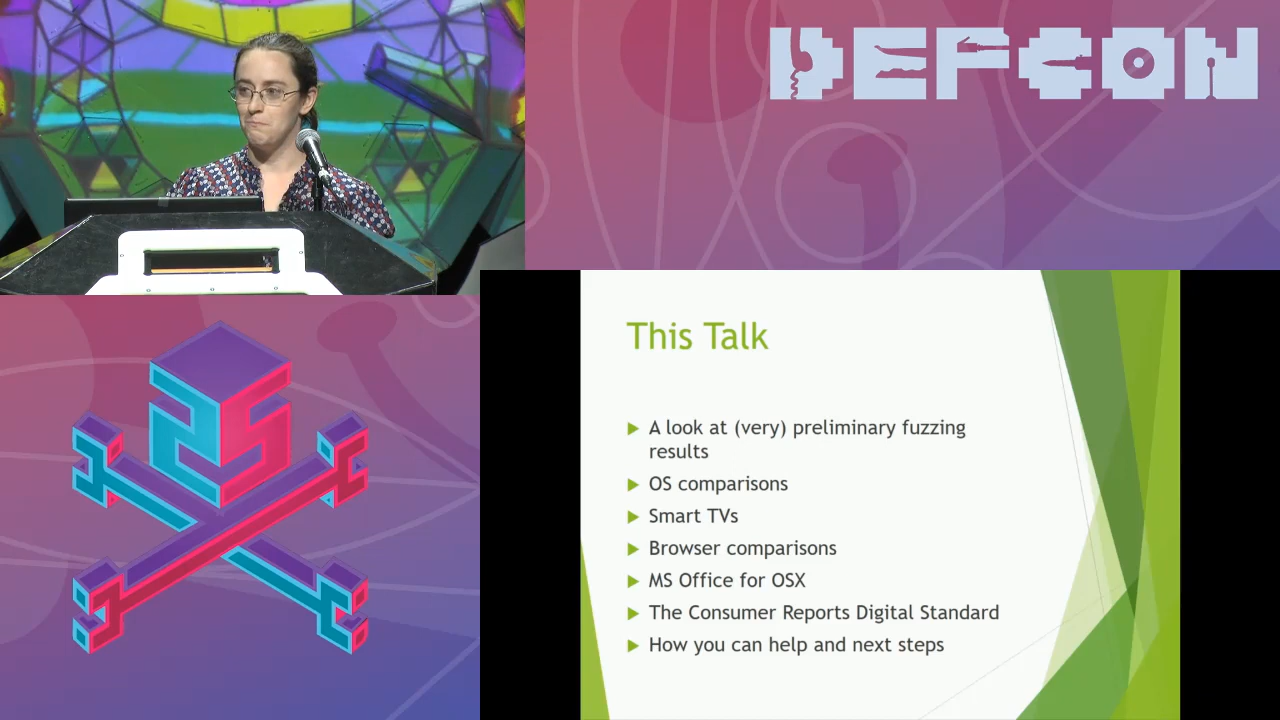 DEFCON
This Talk
A look at (very) preliminary fuzzing
results
OS comparisons
Smart TVs
Browser comparisons
MS Office for OSX
The Consumer Reports Digital Standard
How you can help and next steps